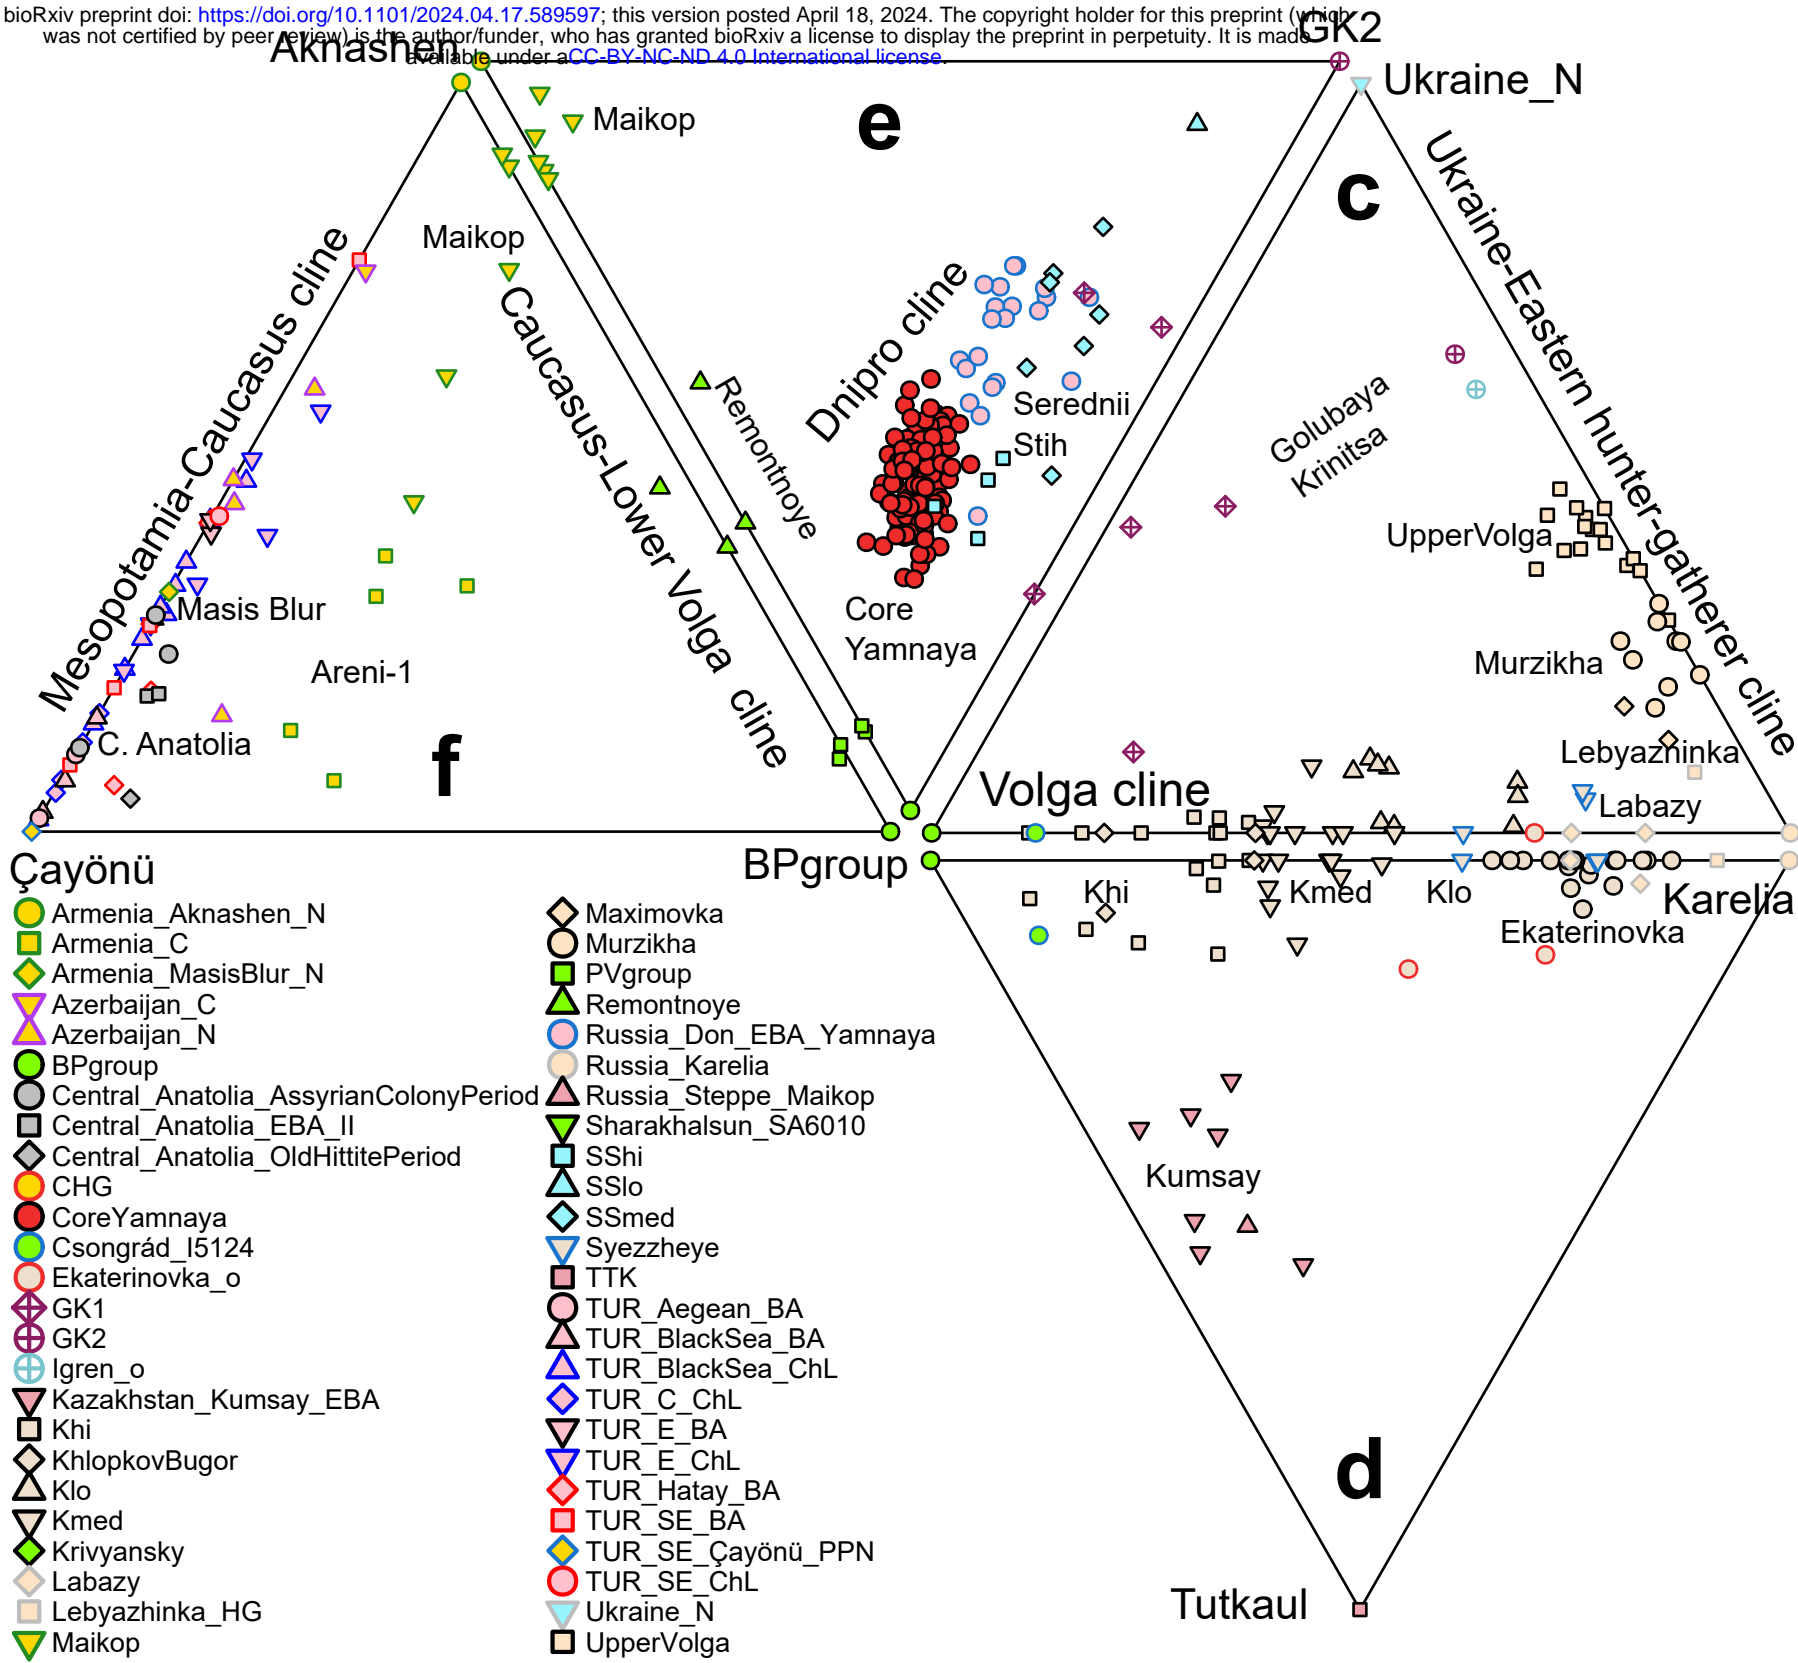 bioRxiv preprint doi: https://doi.org/10.1101/2024.04.17.589597; this version posted April 18, 2024. The copyright holder for this preprint (which
was not certified by peer review) is the author/funder, who has granted bioRxiv a license to display the preprint in perpetuity. It is made
available under aCC-BY-NC-ND 4.0 International license.
Aknashen
GK2
Ukraine_N
Maikop
e
c
Ukraine-Eastern hunter-gatherer cline
Maikop
Mesopotamia-Caucasus cline
Caucasus-Lower Volga cline
Dnipro cline
Remontnoye
Serednii
Stih
Golubaya
Krinitsa
UpperVolga
Masis Blur
Core
Yamnaya
Areni-1
Murzikha
C. Anatolia
f
Lebyazhinka
Volga cline
Labazy
BPgroup
Çayönü
Khi
Kmed
Klo
Karelia
Ekaterinovka
Kumsay
d
Tutkaul
Armenia_Aknashen_N
Armenia_C
Armenia_MasisBlur_N
Azerbaijan_C
Azerbaijan_N
BPgroup
Central_Anatolia_AssyrianColonyPeriod
Central_Anatolia_EBA_II
Central_Anatolia_OldHittitePeriod
CHG
CoreYamnaya
Csongrád_I5124
Ekaterinovka_o
GK1
GK2
Igren_o
Kazakhstan_Kumsay_EBA
Khi
KhlopkovBugor
Klo
Kmed
Krivyansky
Labazy
Lebyazhinka_HG
Maikop
Maximovka
Murzikha
PVgroup
Remontnoye
Russia_Don_EBA_Yamnaya
Russia_Karelia
Russia_Steppe_Maikop
Sharakhalsun_SA6010
SShi
SSlo
SSmed
Syezzheye
TTK
TUR_Aegean_BA
TUR_BlackSea_BA
TUR_BlackSea_ChL
TUR_C_ChL
TUR_E_BA
TUR_E_ChL
TUR_Hatay_BA
TUR_SE_BA
TUR_SE_Çayönü_PPN
TUR_SE_ChL
Ukraine_N
UpperVolga